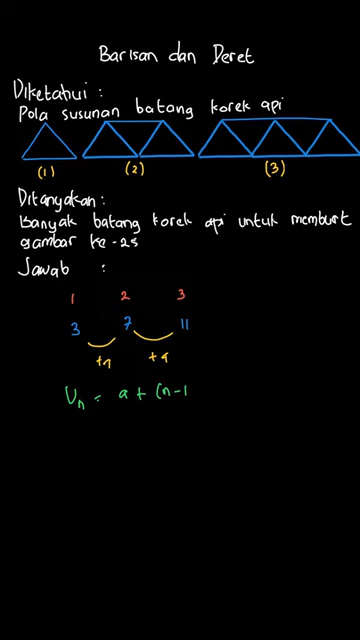 Barisan dan Deret
Diketahui :
Pola susunan batang korek api
(1) (2) (3)
Ditanyakan :
Banyak batang korek api untuk membuat
gambar ke-25
Jawab :
1 2 3
3 7 11
+4 +4
Un = a + (n-1